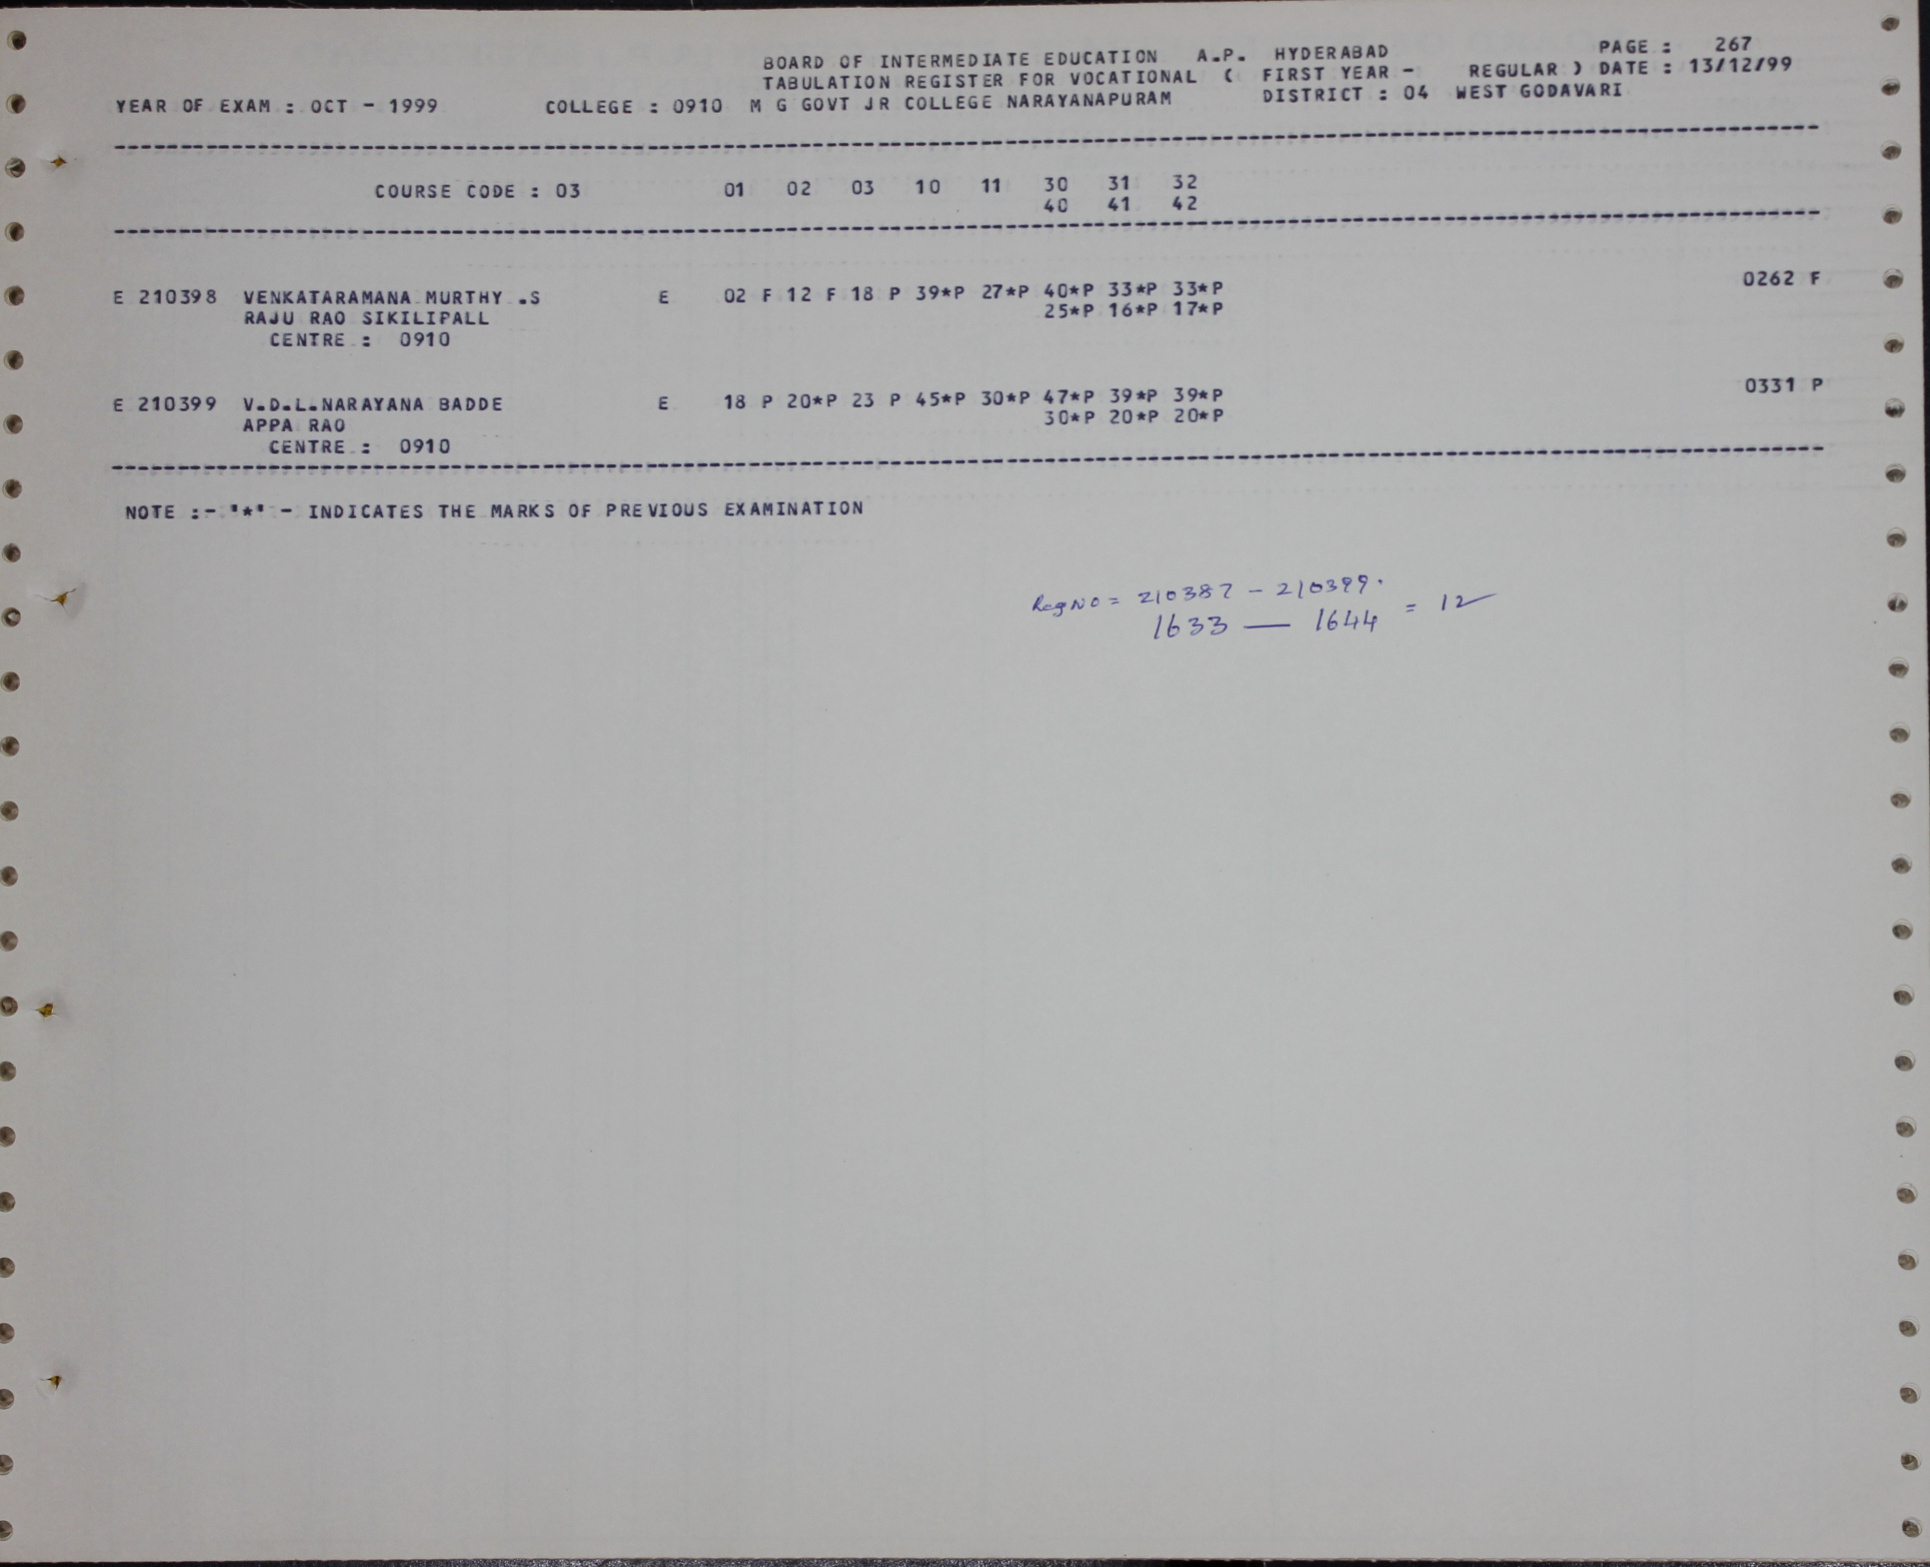 BOARD OF INTERMEDIATE EDUCATION A.P. HYDERABAD PAGE : 267
TABULATION REGISTER FOR VOCATIONAL ( FIRST YEAR - REGULAR ) DATE : 13/12/99
YEAR OF EXAM : OCT - 1999 COLLEGE : 0910 M G GOVT JR COLLEGE NARAYANAPURAM DISTRICT : 04 WEST GODAVARI
COURSE CODE : 03 01 02 03 10 11 30 31 32
40 41 42
E 210398 VENKATARAMANA MURTHY .S E 02 F 12 F 18 P 39*P 27*P 40*P 33*P 33*P 0262 F
RAJU RAO SIKILIPALL 25*P 16*P 17*P
CENTRE : 0910
E 210399 V.D.L.NARAYANA BADDE E 18 P 20*P 23 P 45*P 30*P 47*P 39*P 39*P 0331 P
APPA RAO 30*P 20*P 20*P
CENTRE : 0910
NOTE :- '*' - INDICATES THE MARKS OF PREVIOUS EXAMINATION
Reg No = 210387 - 210399.
1633 — 1644 = 12